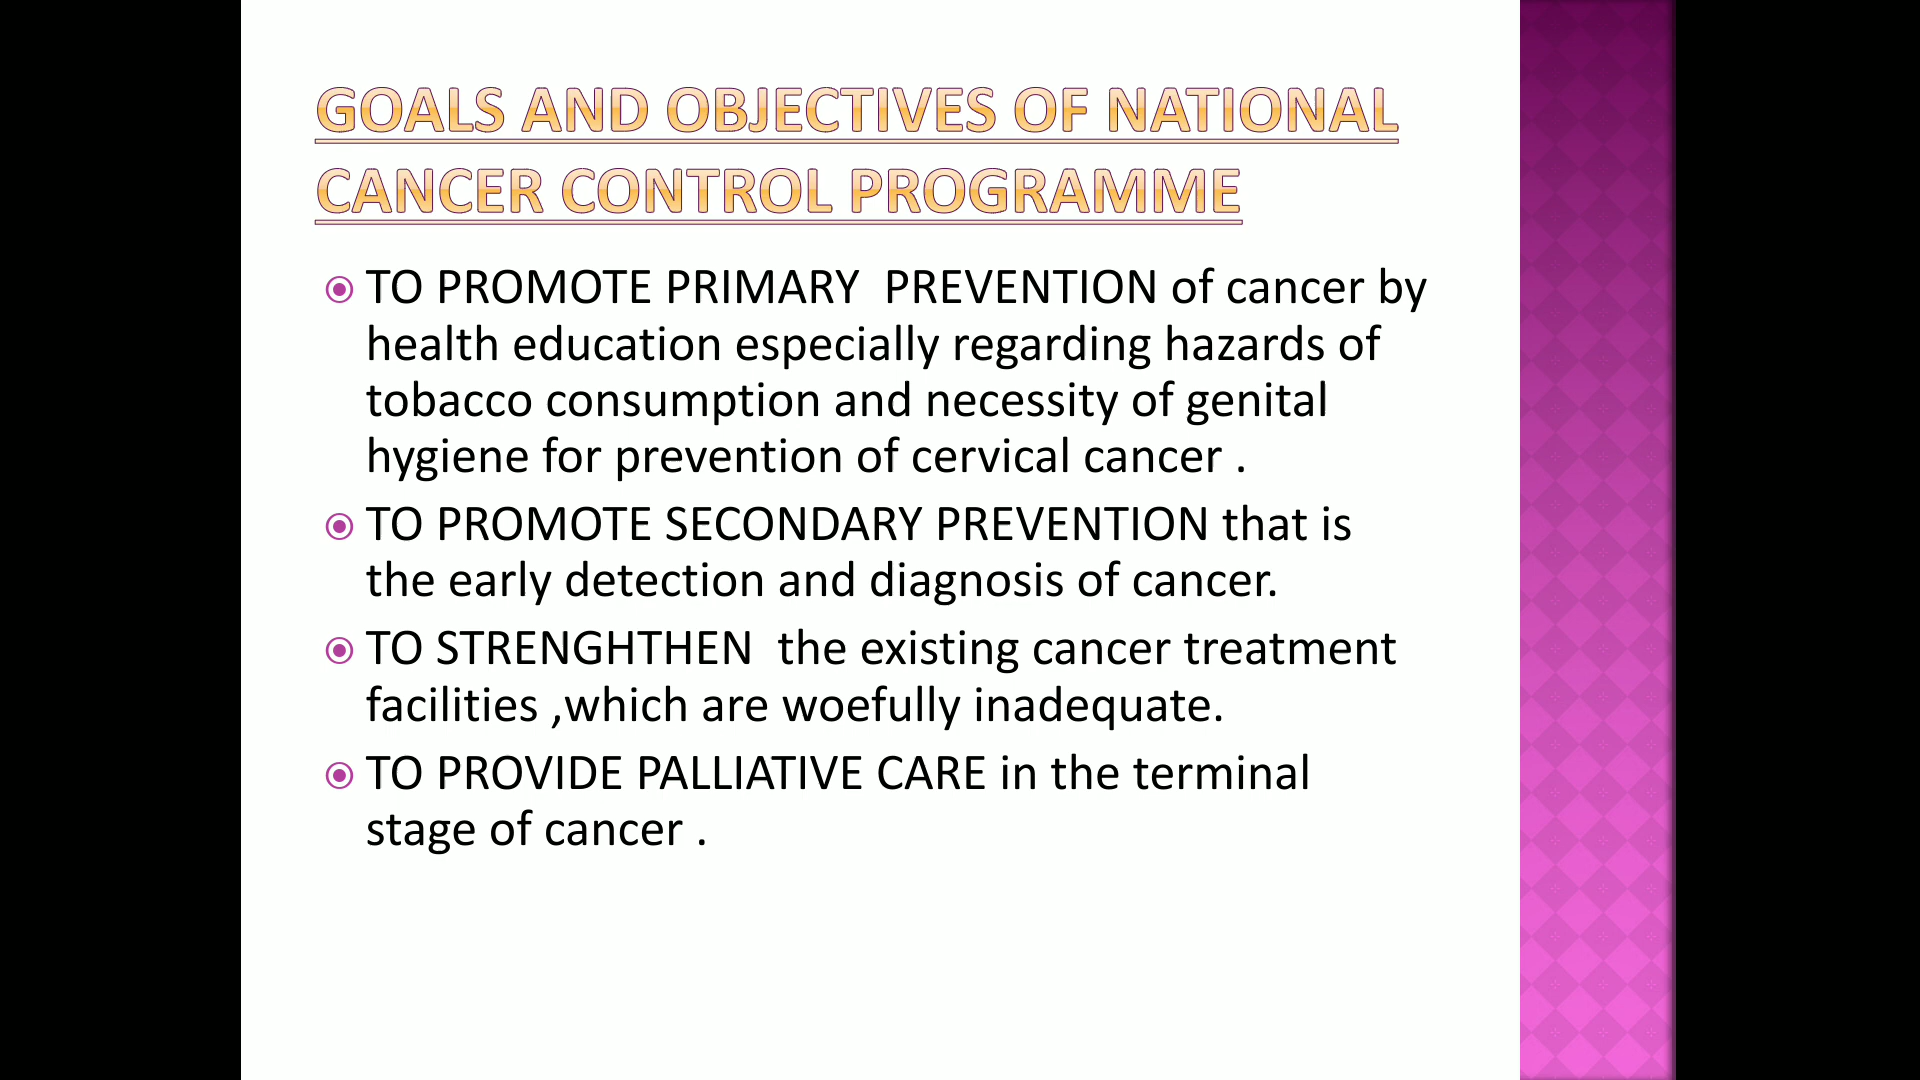 GOALS AND OBJECTIVES OF NATIONAL
CANCER CONTROL PROGRAMME
TO PROMOTE PRIMARY  PREVENTION of cancer by
health education especially regarding hazards of
tobacco consumption and necessity of genital
hygiene for prevention of cervical cancer .
TO PROMOTE SECONDARY PREVENTION that is
the early detection and diagnosis of cancer.
TO STRENGHTHEN  the existing cancer treatment
facilities ,which are woefully inadequate.
TO PROVIDE PALLIATIVE CARE in the terminal
stage of cancer .